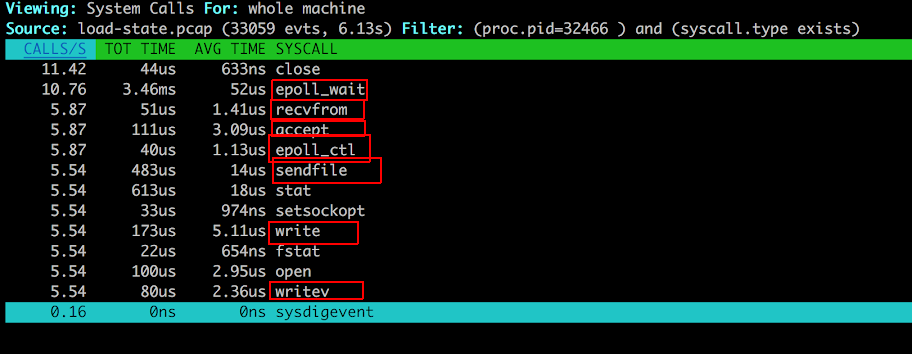 Viewing: System Calls For: whole machine
Source: load-state.pcap (33059 evts, 6.13s) Filter: (proc.pid=32466 ) and (syscall.type exists)
CALLS/S TOT TIME AVG TIME SYSCALL
11.42 44us 633ns close
10.76 3.46ms 52us epoll_wait
5.87 51us 1.41us recvfrom
5.87 111us 3.09us accept
5.87 40us 1.13us epoll_ctl
5.54 483us 14us sendfile
5.54 613us 18us stat
5.54 33us 974ns setsockopt
5.54 173us 5.11us write
5.54 22us 654ns fstat
5.54 100us 2.95us open
5.54 80us 2.36us writev
0.16 0ns 0ns sysdigevent